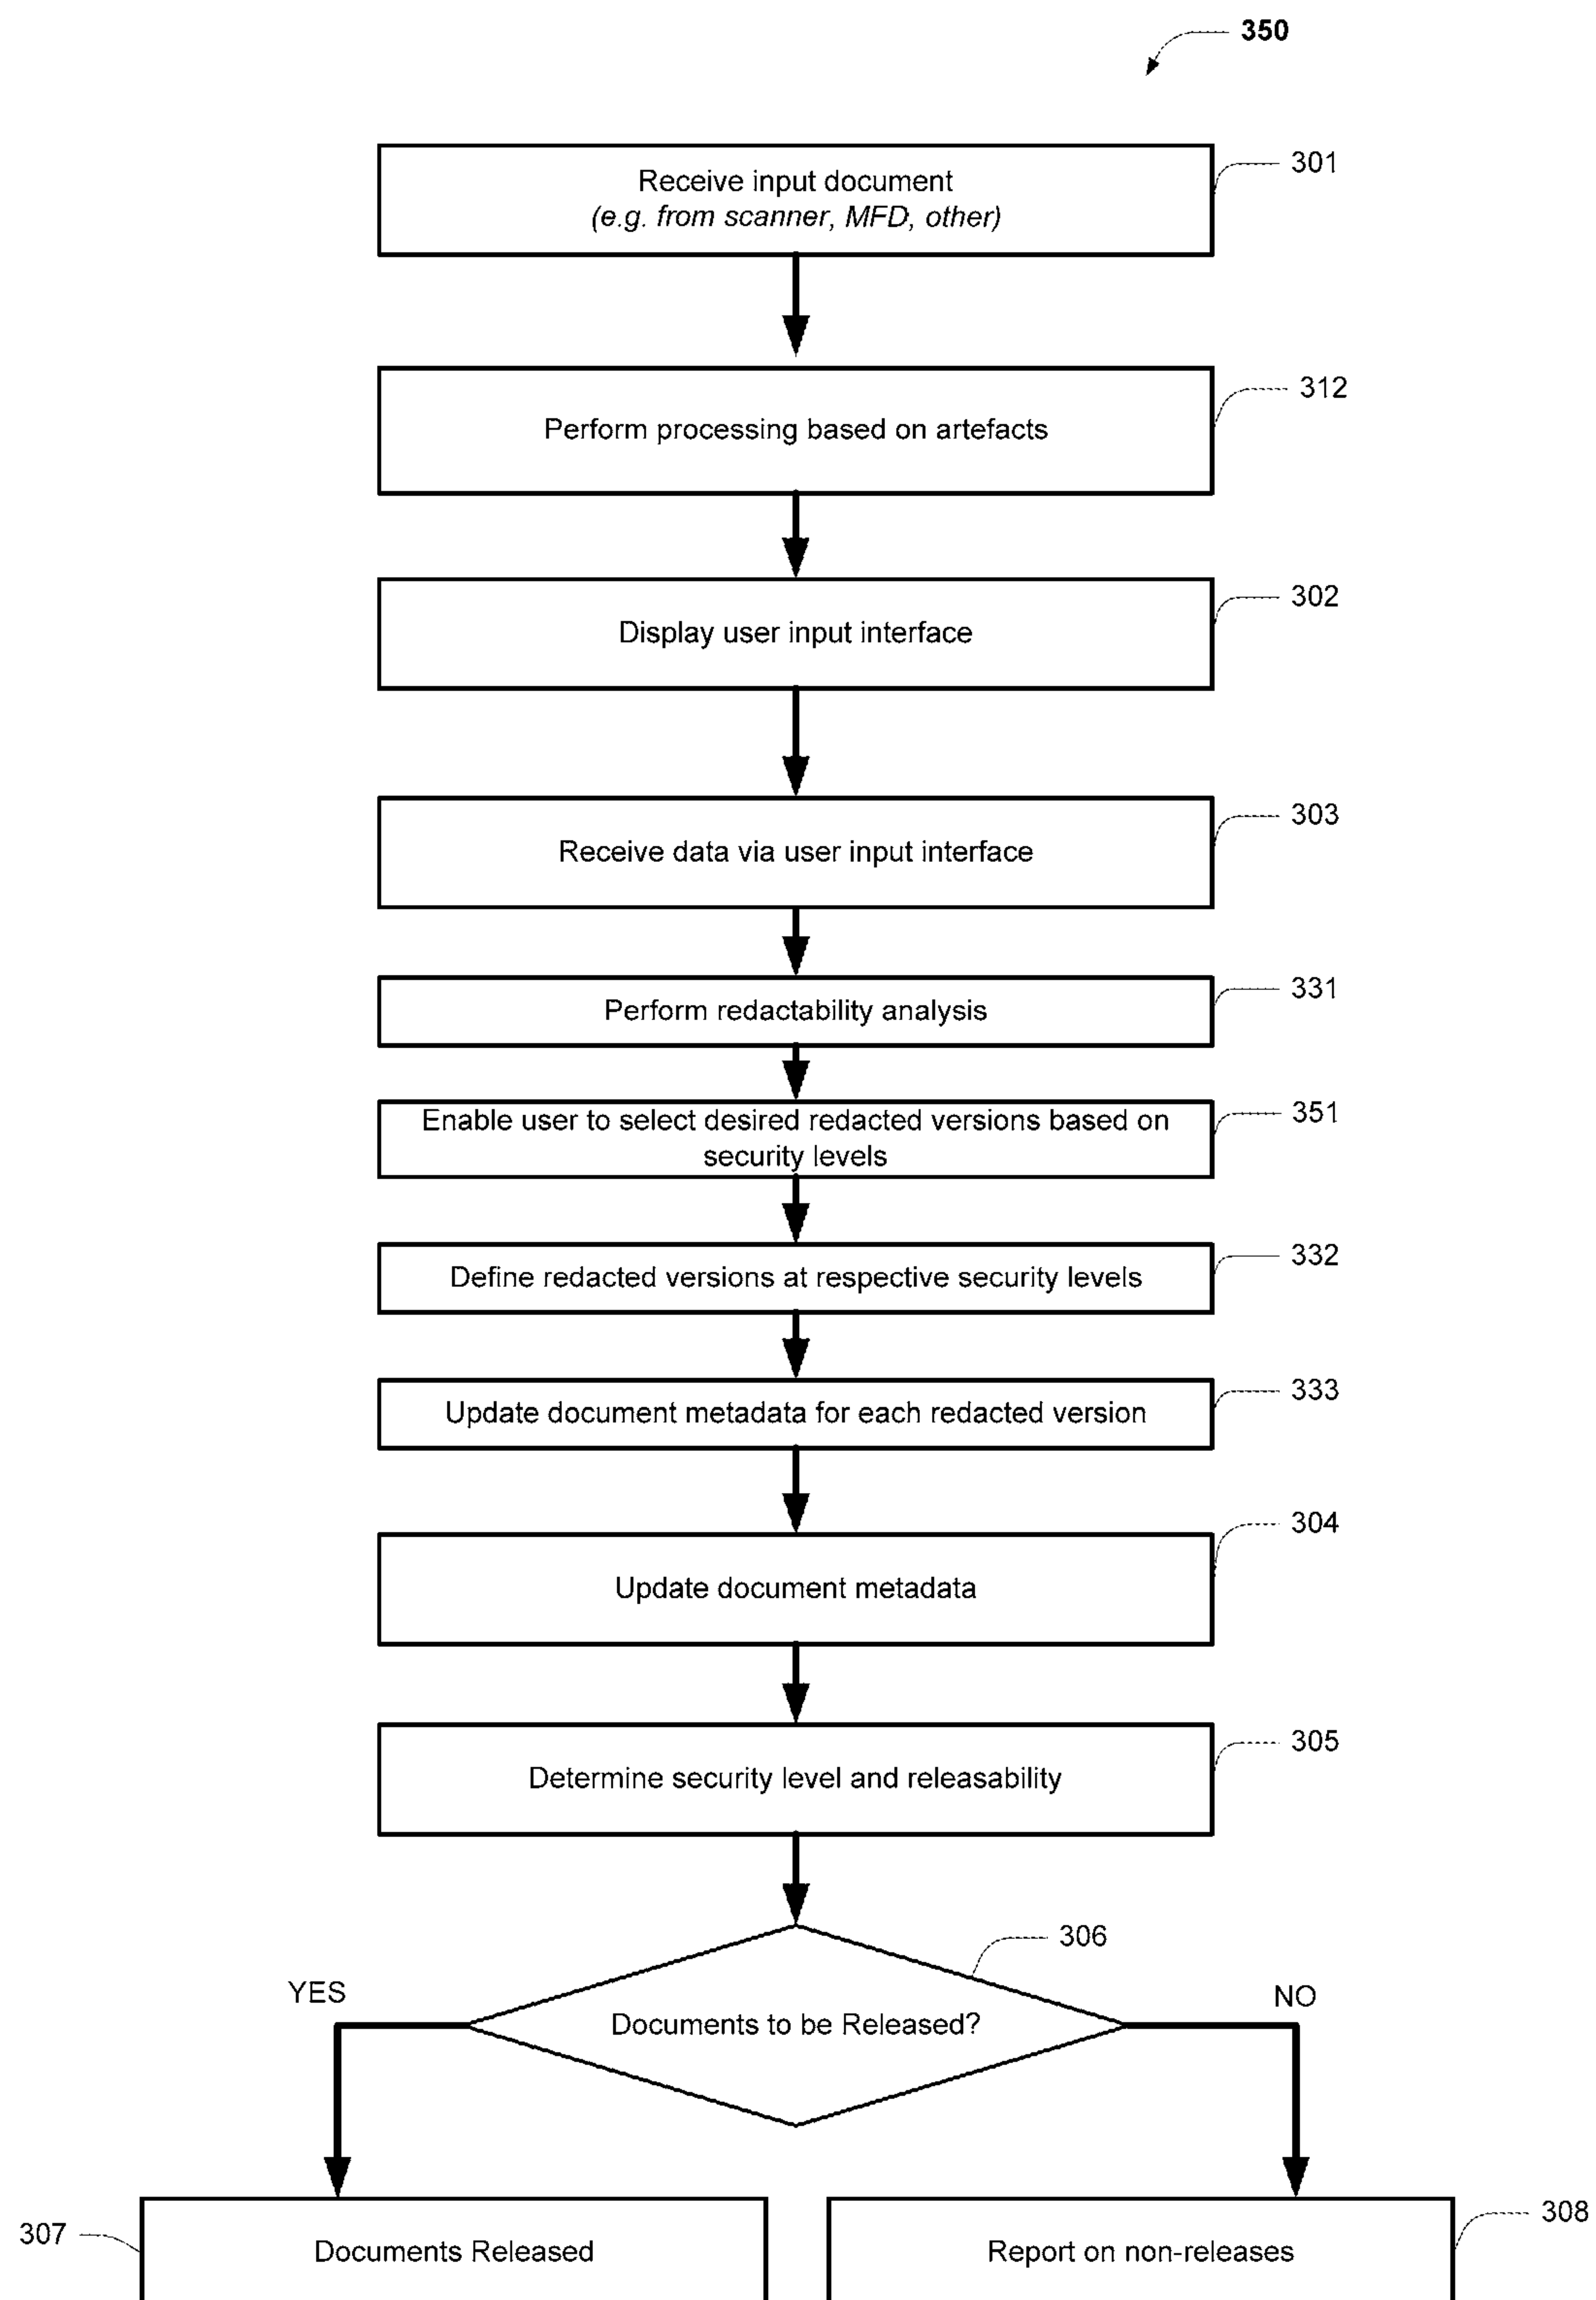 350
Receive input document
(e.g. from scanner, MFD, other)
301
Perform processing based on artefacts
312
Display user input interface
302
Receive data via user input interface
303
Perform redactability analysis
331
Enable user to select desired redacted versions based on
security levels
351
Define redacted versions at respective security levels
332
Update document metadata for each redacted version
333
Update document metadata
304
Determine security level and releasability
305
306
YES
Documents to be Released?
NO
307
Documents Released
Report on non-releases
308